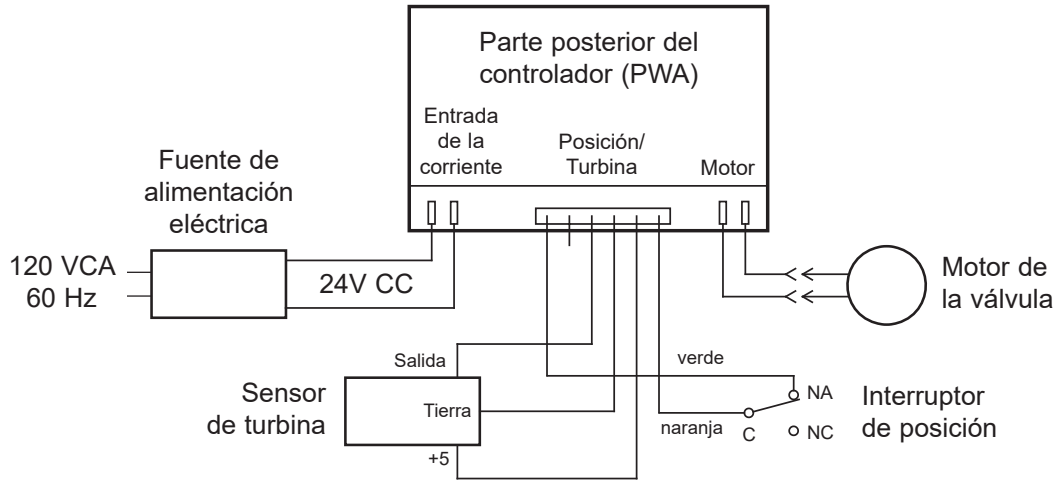 Parte posterior del
controlador (PWA)
Entrada
de la
corriente
Posición/
Turbina
Motor
Fuente de
alimentación
eléctrica
120 VCA
60 Hz
24V CC
Motor de
la válvula
Salida
verde
Sensor
de turbina
Tierra
NA
Interruptor
de posición
naranja
C
NC
+5